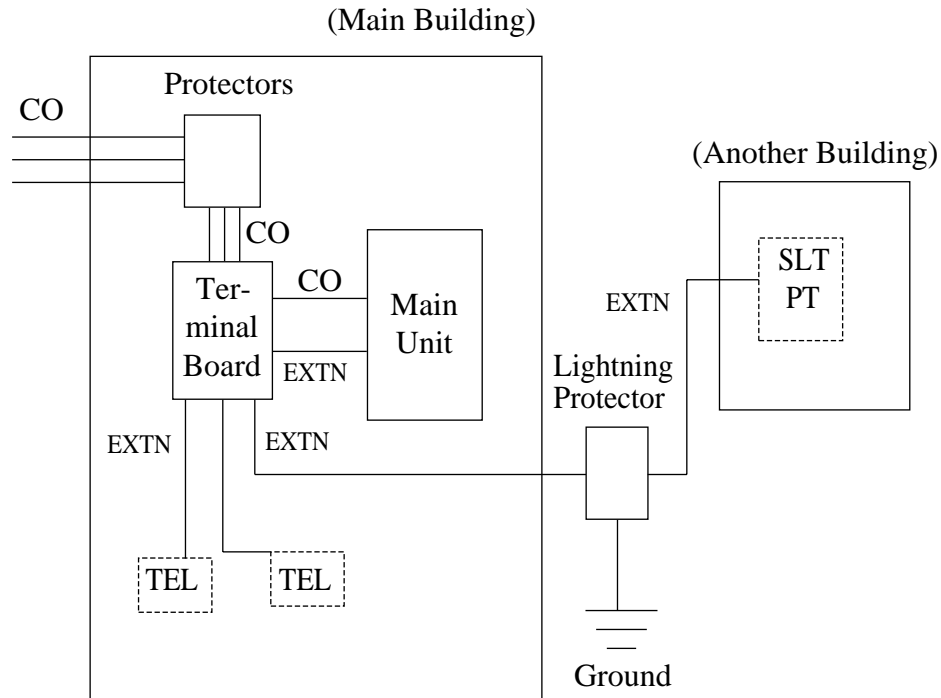 (Main Building)
Protectors
CO
(Another Building)
CO
SLT
PT
Ter-
minal
Board
CO
Main
Unit
EXTN
EXTN
Lightning
Protector
EXTN
EXTN
TEL
TEL
Ground